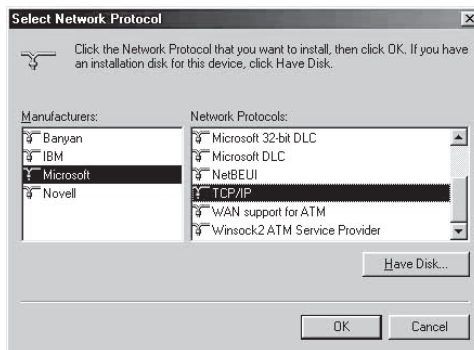 Select Network Protocol
Click the Network Protocol that you want to install, then click OK. If you have
an installation disk for this device, click Have Disk.
Manufacturers:
Banyan
IBM
Microsoft
Novell
Network Protocols:
Microsoft 32-bit DLC
Microsoft DLC
NetBEUI
TCP/IP
WAN support for ATM
Winsock2 ATM Service Provider
Have Disk...
OK
Cancel